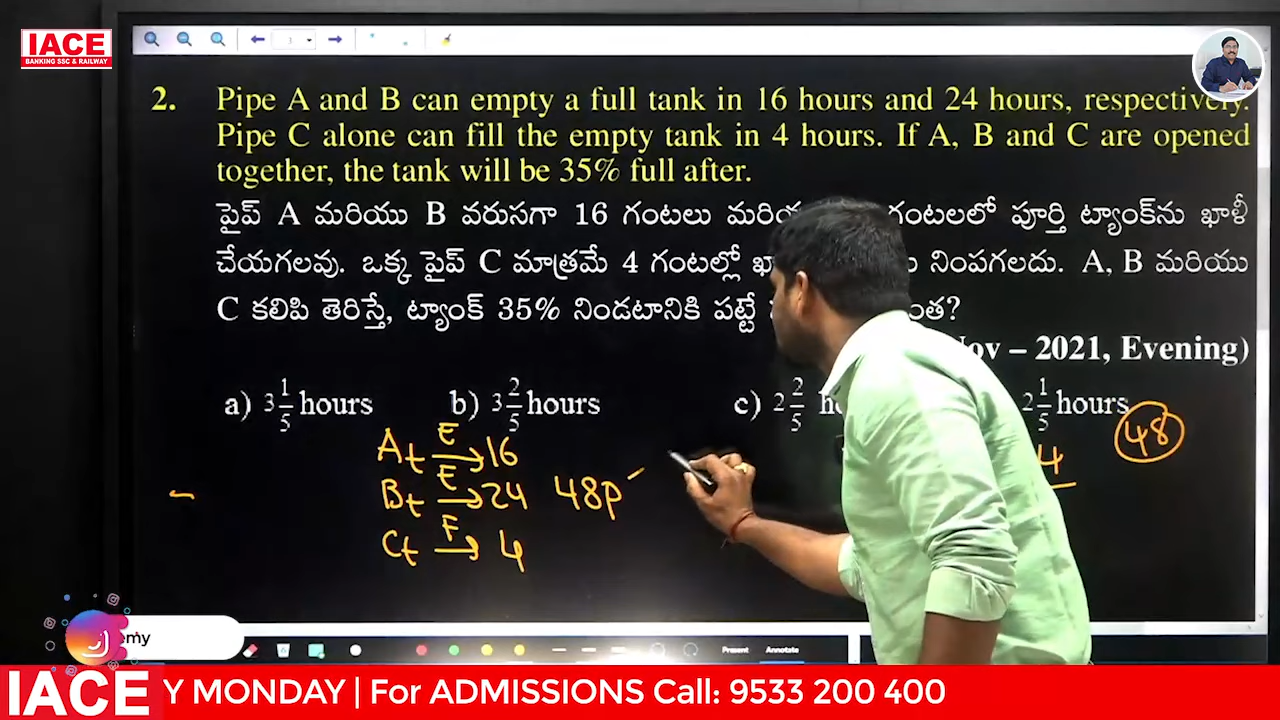 IACE
BANKING SSC & RAILWAY
3
2. Pipe A and B can empty a full tank in 16 hours and 24 hours, respectively.
Pipe C alone can fill the empty tank in 4 hours. If A, B and C are opened
together, the tank will be 35% full after.
పైప్ A మరియు B వరుసగా 16 గంటలు గంటలలో పూర్తి ట్యాంక్‌ను ఖాళీ
చేయగలవు. ఒక్క పైప్ C మాత్రమే 4 గంటల్లో నింపగలదు. A, B మరియు
C కలిపి తెరిస్తే, ట్యాంక్ 35% నిండటానికి పట్టే
– 2021, Evening)
a) 3 1/5 hours b) 3 2/5 hours c) 2 2/5 2 1/5 hours
48
At E → 16
4
Bt E → 24 48p
Ct F → 4
Present Annotate
IACE Y MONDAY | For ADMISSIONS Call: 9533 200 400